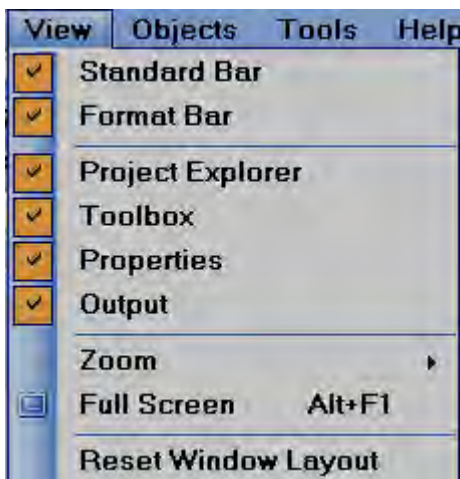 View Objects Tools Help
Standard Bar
Format Bar
Project Explorer
Toolbox
Properties
Output
Zoom
Full Screen Alt+F1
Reset Window Layout